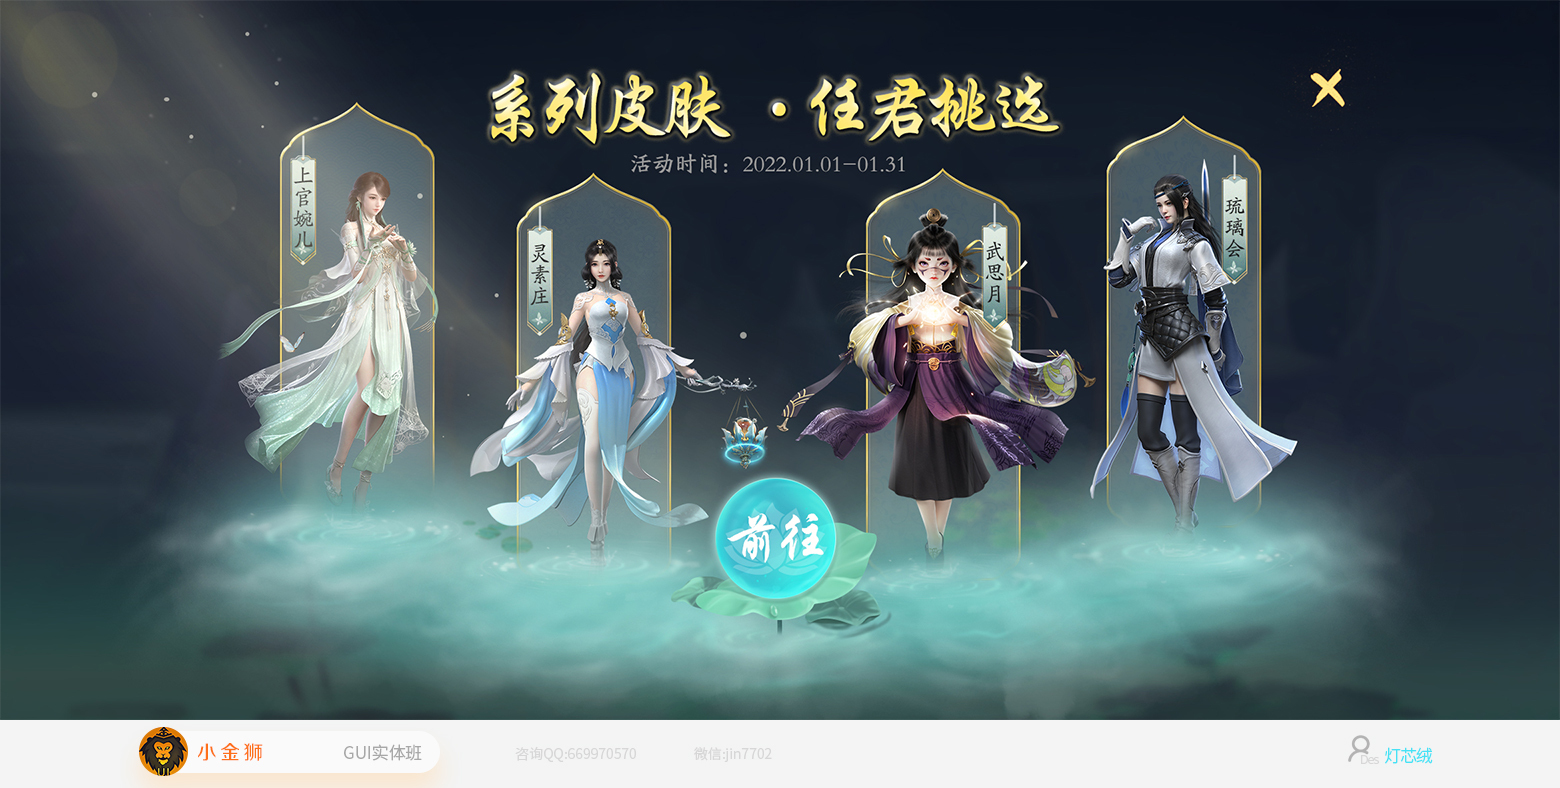 系列皮肤 · 任君挑选
活动时间：2022.01.01-01.31
上官婉儿
灵素庄
武思月
琉璃会
前往
小金狮
UI
GUI实体班
咨询QQ:669970570
微信:jin7702
Des
灯芯绒